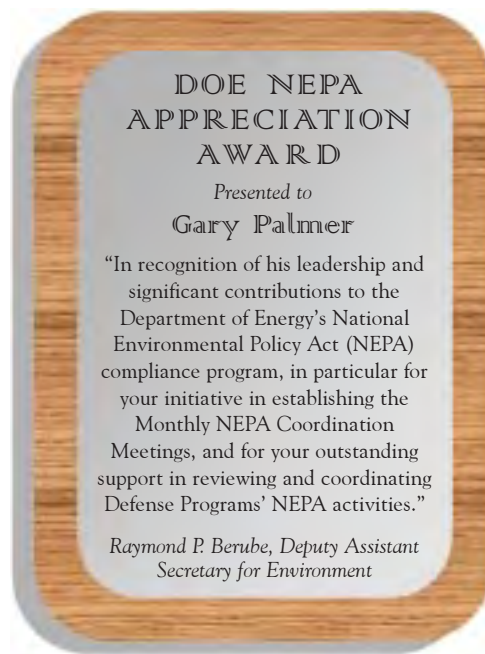 DOE NEPA
APPRECIATION
AWARD
Presented to
Gary Palmer
“In recognition of his leadership and
significant contributions to the
Department of Energy’s National
Environmental Policy Act (NEPA)
compliance program, in particular for
your initiative in establishing the
Monthly NEPA Coordination
Meetings, and for your outstanding
support in reviewing and coordinating
Defense Programs’ NEPA activities.”
Raymond P. Berube, Deputy Assistant
Secretary for Environment